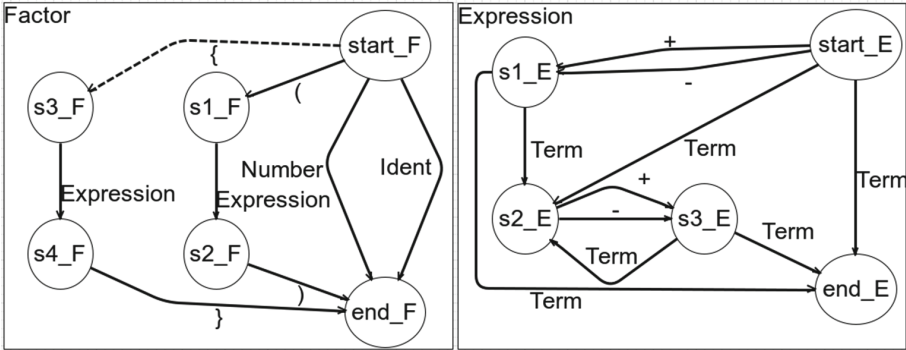 Factor
start_F
{
s3_F
s1_F
(
Number
Ident
Expression
Expression
s4_F
s2_F
)
}
end_F
Expression
start_E
+
s1_E
-
Term
Term
Term
+
s2_E
-
s3_E
Term
Term
Term
end_E